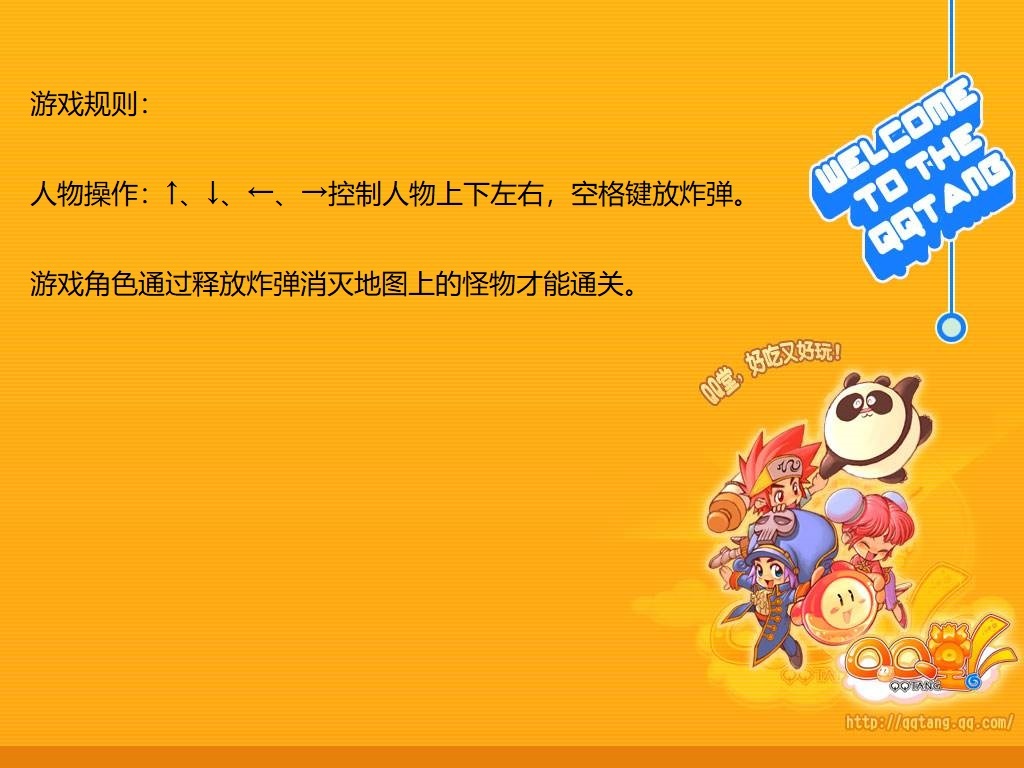 游戏规则：
人物操作：↑、↓、←、→控制人物上下左右，空格键放炸弹。
游戏角色通过释放炸弹消灭地图上的怪物才能通关。
WELCOME
TO THE
QQTANG
QQ堂，好吃又好玩！
QQ堂
QQTANG
http://qqtang.qq.com/